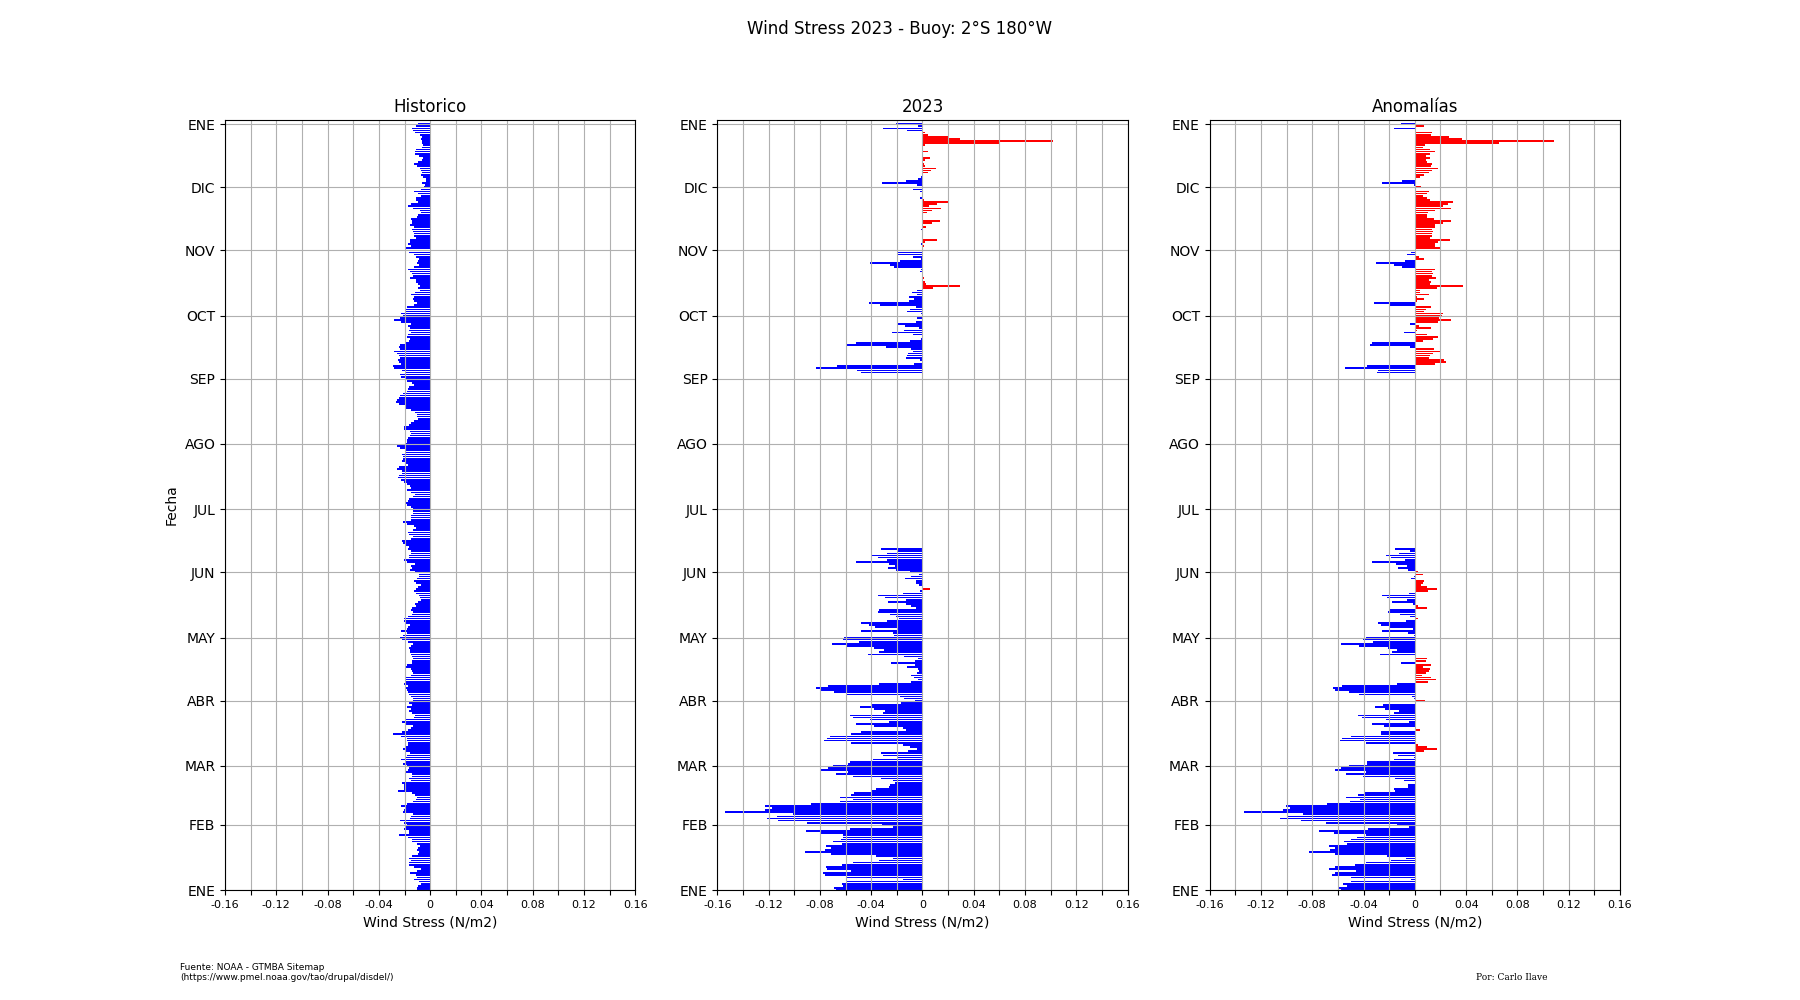 Wind Stress 2023 - Buoy: 2°S 180°W
Historico
2023
Anomalías
ENE
DIC
NOV
OCT
SEP
AGO
JUL
JUN
MAY
ABR
MAR
FEB
ENE
Fecha
-0.16 -0.12 -0.08 -0.04 0 0.04 0.08 0.12 0.16
Wind Stress (N/m2)
ENE
DIC
NOV
OCT
SEP
AGO
JUL
JUN
MAY
ABR
MAR
FEB
ENE
-0.16 -0.12 -0.08 -0.04 0 0.04 0.08 0.12 0.16
Wind Stress (N/m2)
ENE
DIC
NOV
OCT
SEP
AGO
JUL
JUN
MAY
ABR
MAR
FEB
ENE
-0.16 -0.12 -0.08 -0.04 0 0.04 0.08 0.12 0.16
Wind Stress (N/m2)
Fuente: NOAA - GTMBA Sitemap
(https://www.pmel.noaa.gov/tao/drupal/disdel/)
Por: Carlo Ilave